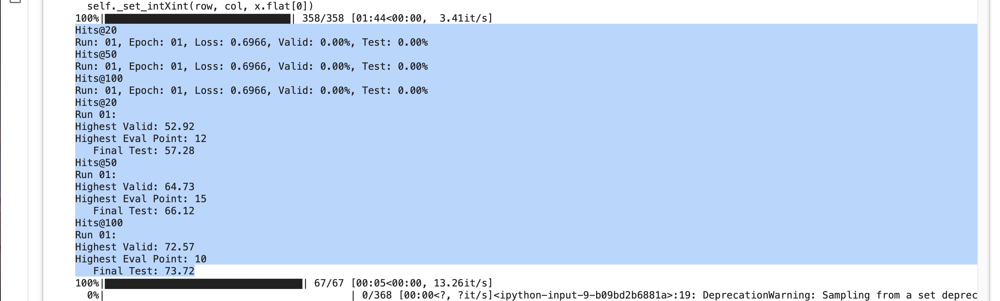 self._set_intXint(row, col, x.flat[0])
100%|██████████| 358/358 [01:44<00:00,  3.41it/s]
Hits@20
Run: 01, Epoch: 01, Loss: 0.6966, Valid: 0.00%, Test: 0.00%
Hits@50
Run: 01, Epoch: 01, Loss: 0.6966, Valid: 0.00%, Test: 0.00%
Hits@100
Run: 01, Epoch: 01, Loss: 0.6966, Valid: 0.00%, Test: 0.00%
Hits@20
Run 01:
Highest Valid: 52.92
Highest Eval Point: 12
   Final Test: 57.28
Hits@50
Run 01:
Highest Valid: 64.73
Highest Eval Point: 15
   Final Test: 66.12
Hits@100
Run 01:
Highest Valid: 72.57
Highest Eval Point: 10
   Final Test: 73.72
100%|██████████| 67/67 [00:05<00:00, 13.26it/s]
  0%|          | 0/368 [00:00<?, ?it/s]<ipython-input-9-b09bd2b6881a>:19: DeprecationWarning: Sampling from a set deprec